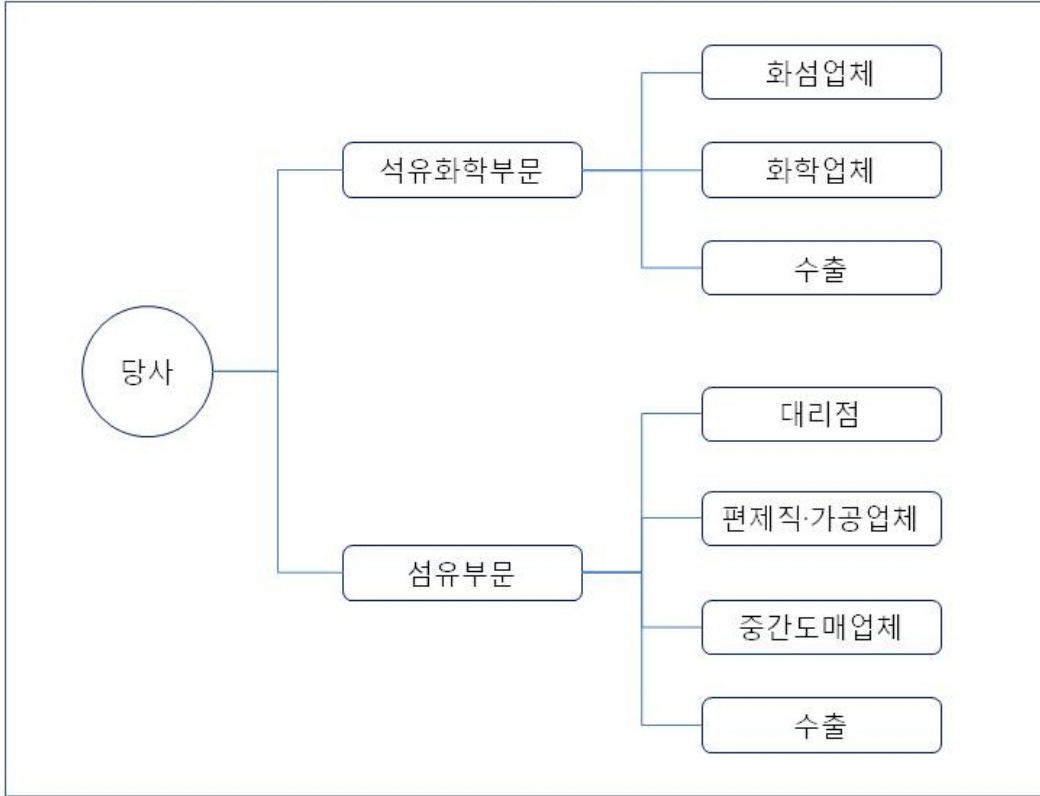 당사
석유화학부문
화섬업체
화학업체
수출
섬유부문
대리점
편제직·가공업체
중간도매업체
수출